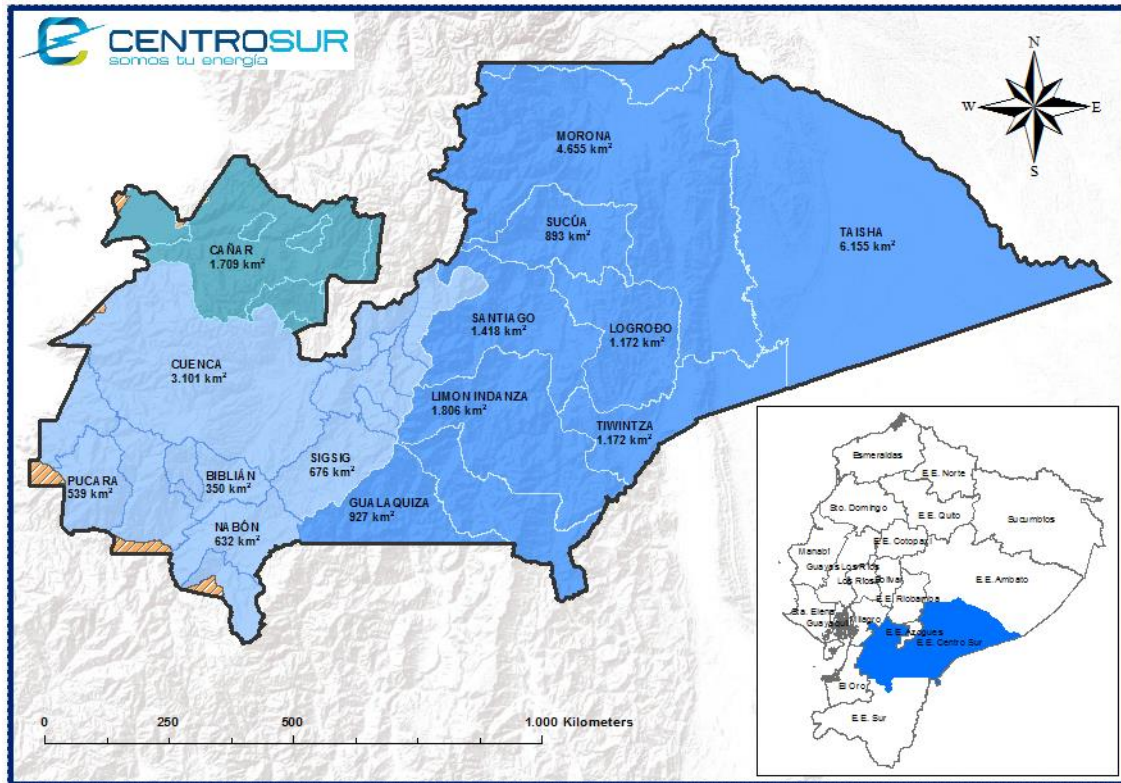 CENTROSUR
somos tu energía
N
W
E
S
MORONA
4.655 km²
SUCÚA
893 km²
TAISHA
6.155 km²
CAÑAR
1.709 km²
SANTIAGO
1.418 km²
LOGROÐO
1.172 km²
CUENCA
3.101 km²
LIMON INDANZA
1.806 km²
TIWINTZA
1.172 km²
SIGSIG
676 km²
PUCARA
539 km²
BIBLIÁN
350 km²
GUALAQUIZA
927 km²
NABÓN
632 km²
0
250
500
1.000 Kilometers
Esmeraldas
E.E. Norte
Sto. Domingo
E.E. Quito
Sucumbíos
E.E. Cotopax
Manabí
Guayas Los Ríos
Los Ríos
Bolívar
E.E. Ambato
E.E. Riobamba
Sta. Elena
Guayaquil
Milagro
E.E. Azogues
E.E. Centro Sur
El Oro
E.E. Sur